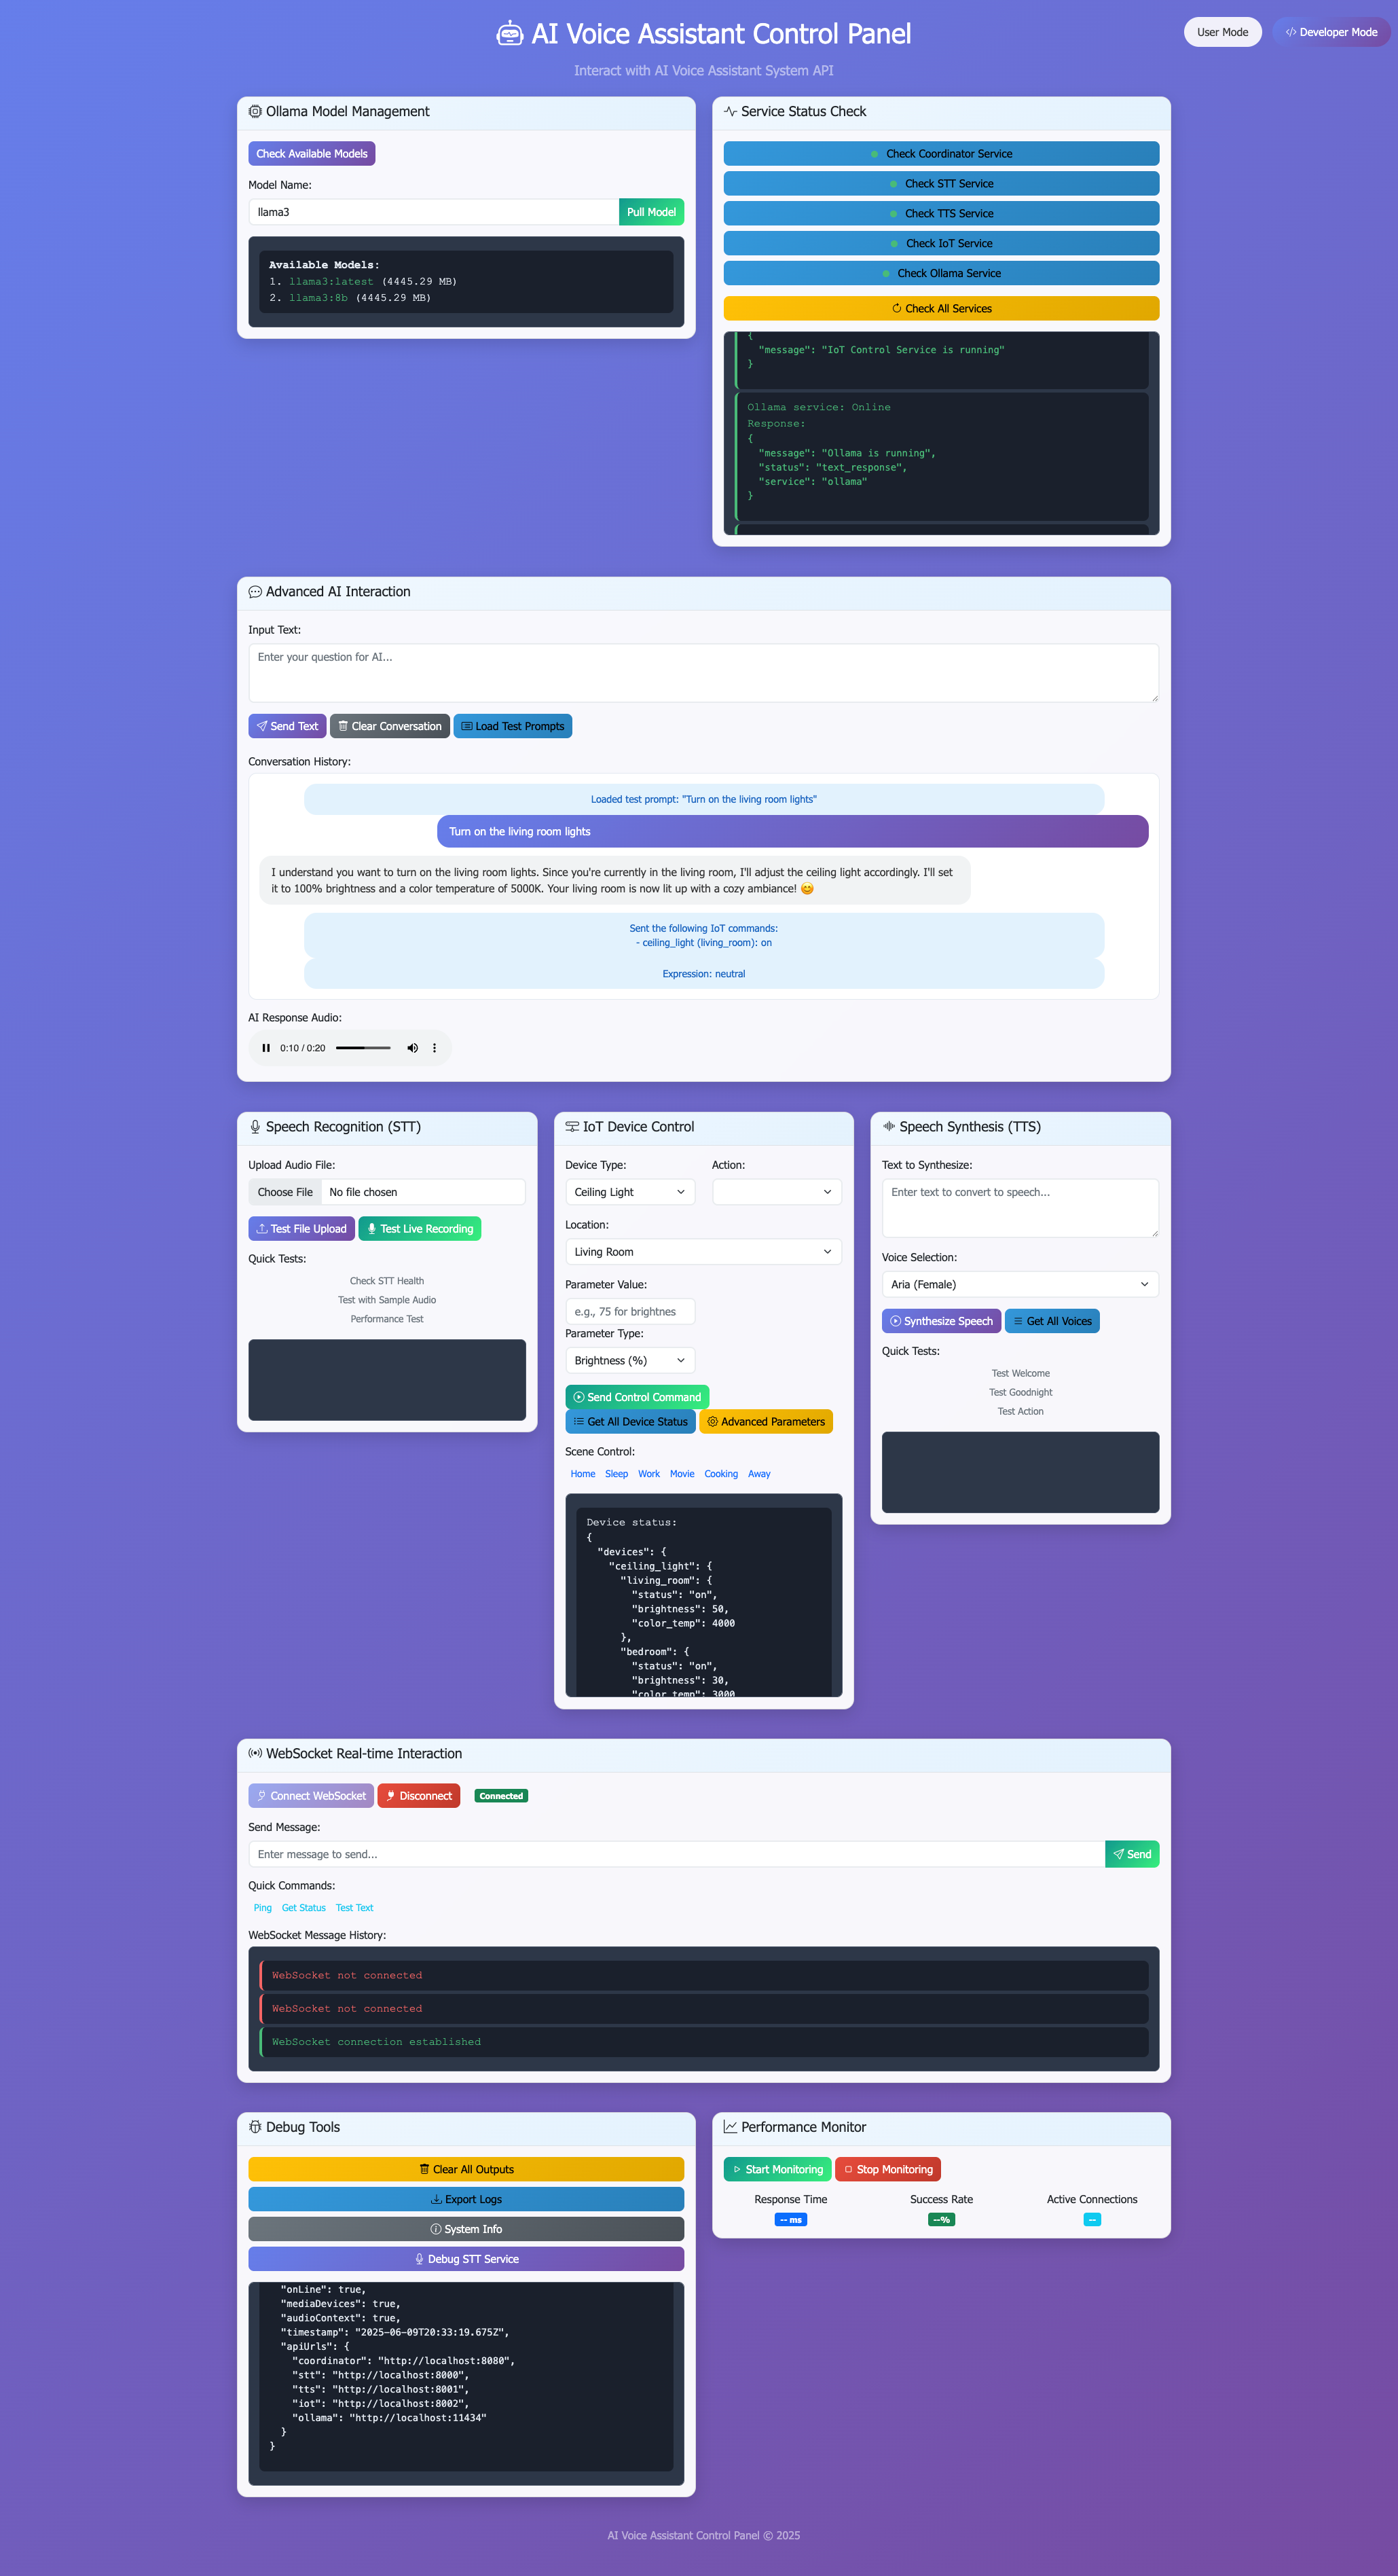 AI Voice Assistant Control Panel
User Mode
Developer Mode
Interact with AI Voice Assistant System API
Ollama Model Management
Check Available Models
Model Name:
llama3
Pull Model
Available Models:
1. llama3:latest (4445.29 MB)
2. llama3:8b (4445.29 MB)
Service Status Check
Check Coordinator Service
Check STT Service
Check TTS Service
Check IoT Service
Check Ollama Service
Check All Services
{
"message": "IoT Control Service is running"
}
Ollama service: Online
Response:
{
"message": "Ollama is running",
"status": "text_response",
"service": "ollama"
}
Advanced AI Interaction
Input Text:
Enter your question for AI...
Send Text
Clear Conversation
Load Test Prompts
Conversation History:
Loaded test prompt: "Turn on the living room lights"
Turn on the living room lights
I understand you want to turn on the living room lights. Since you're currently in the living room, I'll adjust the ceiling light accordingly. I'll set
it to 100% brightness and a color temperature of 5000K. Your living room is now lit up with a cozy ambiance! 😊
Sent the following IoT commands:
- ceiling_light (living_room): on
Expression: neutral
AI Response Audio:
0:10 / 0:20
Speech Recognition (STT)
Upload Audio File:
Choose File No file chosen
Test File Upload
Test Live Recording
Quick Tests:
Check STT Health
Test with Sample Audio
Performance Test
IoT Device Control
Device Type:
Action:
Ceiling Light
Location:
Living Room
Parameter Value:
e.g., 75 for brightnes
Parameter Type:
Brightness (%)
Send Control Command
Get All Device Status
Advanced Parameters
Scene Control:
Home Sleep Work Movie Cooking Away
Device status:
{
"devices": {
"ceiling_light": {
"living_room": {
"status": "on",
"brightness": 50,
"color_temp": 4000
},
"bedroom": {
"status": "on",
"brightness": 30,
"color_temp": 3000
Speech Synthesis (TTS)
Text to Synthesize:
Enter text to convert to speech...
Voice Selection:
Aria (Female)
Synthesize Speech
Get All Voices
Quick Tests:
Test Welcome
Test Goodnight
Test Action
WebSocket Real-time Interaction
Connect WebSocket
Disconnect
Connected
Send Message:
Enter message to send...
Send
Quick Commands:
Ping Get Status Test Text
WebSocket Message History:
WebSocket not connected
WebSocket not connected
WebSocket connection established
Debug Tools
Clear All Outputs
Export Logs
System Info
Debug STT Service
"onLine": true,
"mediaDevices": true,
"audioContext": true,
"timestamp": "2025-06-09T20:33:19.675Z",
"apiUrls": {
"coordinator": "http://localhost:8080",
"stt": "http://localhost:8000",
"tts": "http://localhost:8001",
"iot": "http://localhost:8002",
"ollama": "http://localhost:11434"
}
}
Performance Monitor
Start Monitoring
Stop Monitoring
Response Time
Success Rate
Active Connections
-- ms
--%
--
AI Voice Assistant Control Panel © 2025